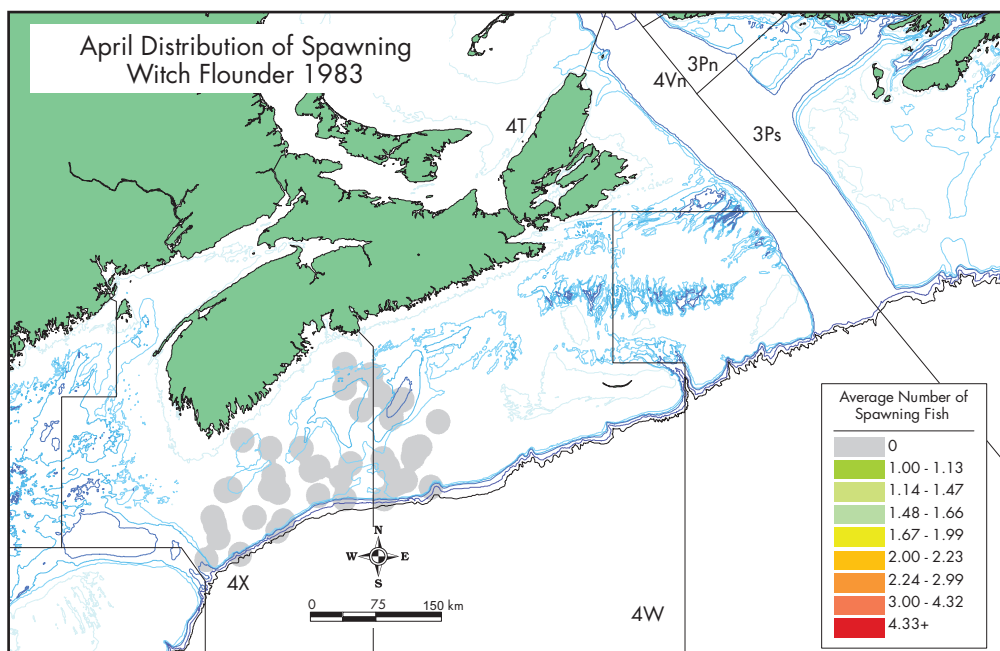 April Distribution of Spawning
Witch Flounder 1983
3Pn
4Vn
4T
3Ps
Average Number of
Spawning Fish
0
1.00 - 1.13
1.14 - 1.47
1.48 - 1.66
1.67 - 1.99
2.00 - 2.23
2.24 - 2.99
3.00 - 4.32
4.33+
N
W E
S
4X
0 75 150 km
4W